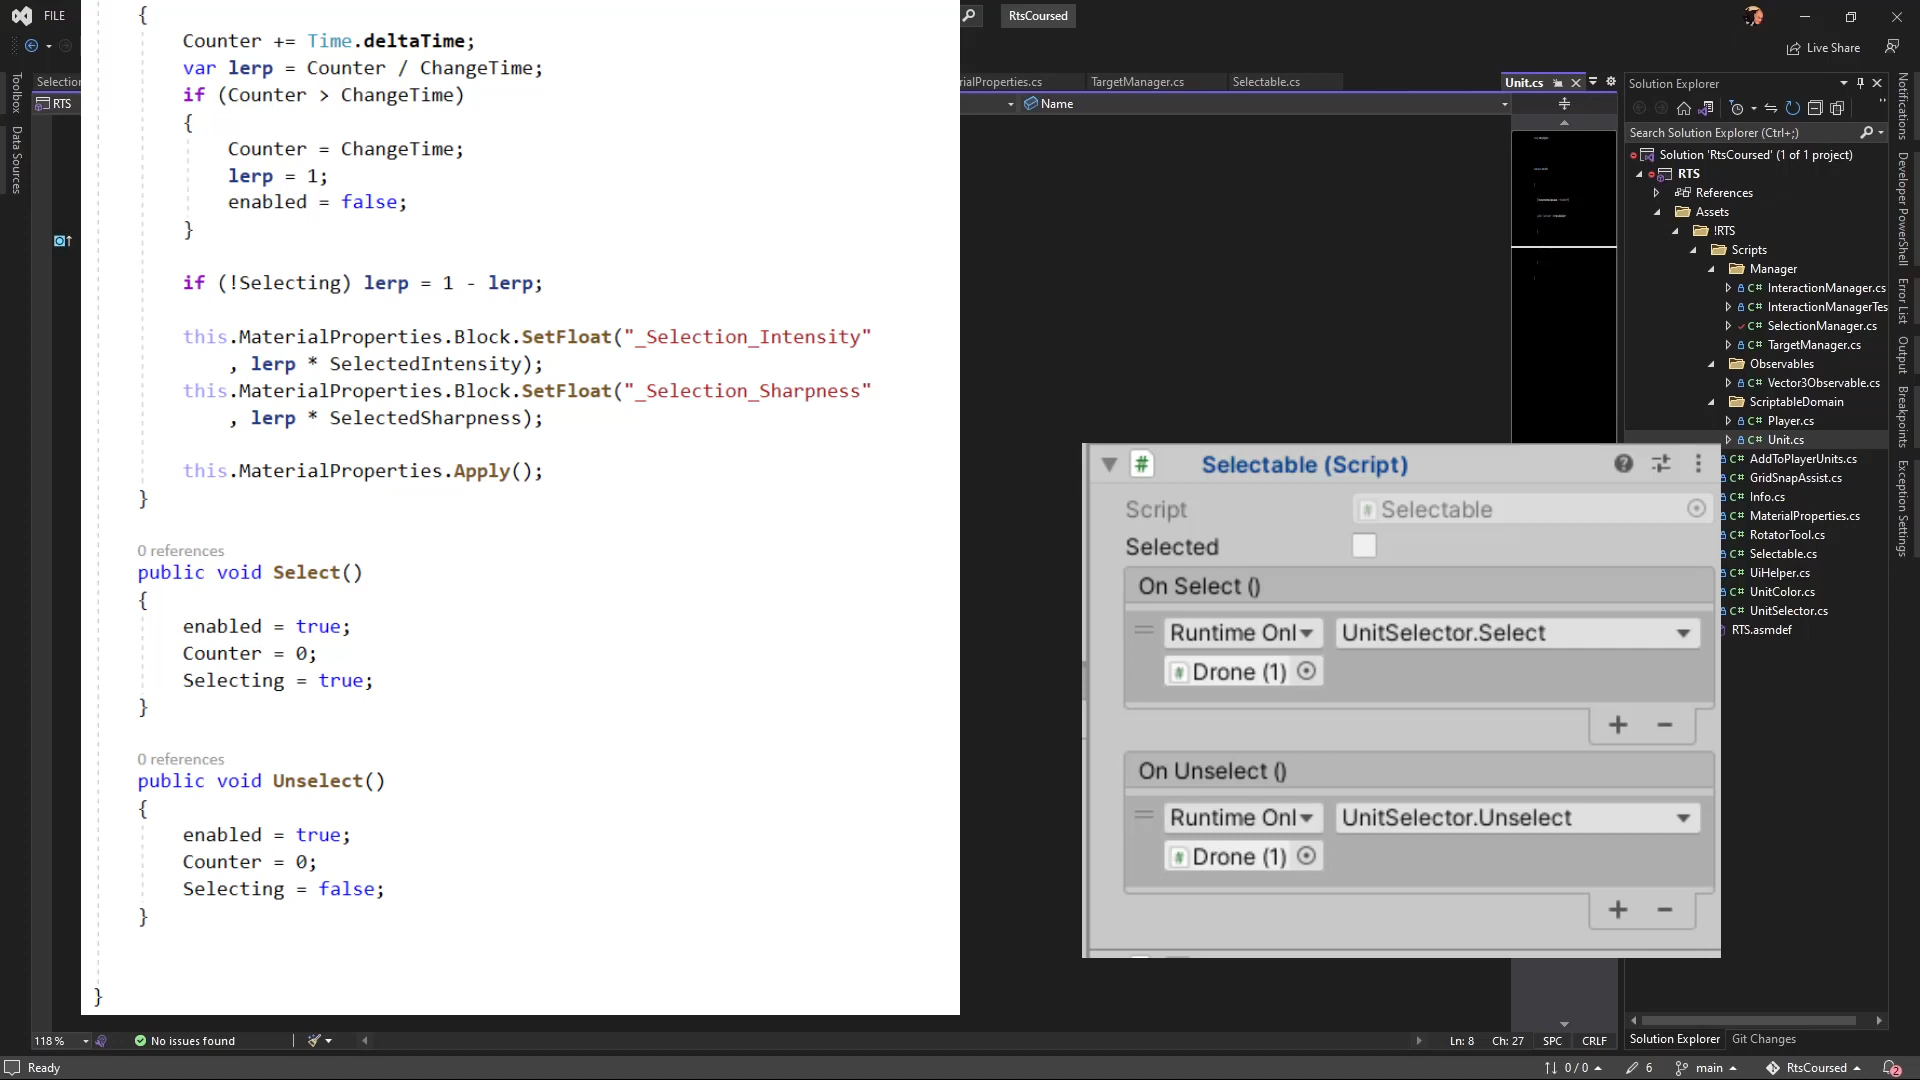 FILE
RtsCoursed
Live Share
Selection
rialProperties.cs
TargetManager.cs
Selectable.cs
Unit.cs
RTS
Name
Toolbox
Data Sources
{
Counter += Time.deltaTime;
var lerp = Counter / ChangeTime;
if (Counter > ChangeTime)
{
Counter = ChangeTime;
lerp = 1;
enabled = false;
}
if (!Selecting) lerp = 1 - lerp;
this.MaterialProperties.Block.SetFloat("_Selection_Intensity"
, lerp * SelectedIntensity);
this.MaterialProperties.Block.SetFloat("_Selection_Sharpness"
, lerp * SelectedSharpness);
this.MaterialProperties.Apply();
}
0 references
public void Select()
{
enabled = true;
Counter = 0;
Selecting = true;
}
0 references
public void Unselect()
{
enabled = true;
Counter = 0;
Selecting = false;
}
}
# Selectable (Script)
Script # Selectable
Selected
On Select ()
Runtime Onl UnitSelector.Select
# Drone (1)
+ −
On Unselect ()
Runtime Onl UnitSelector.Unselect
# Drone (1)
+ −
Solution Explorer
Search Solution Explorer (Ctrl+;)
Solution 'RtsCoursed' (1 of 1 project)
RTS
References
Assets
!RTS
Scripts
Manager
C# InteractionManager.cs
C# InteractionManagerTes
C# SelectionManager.cs
C# TargetManager.cs
Observables
C# Vector3Observable.cs
ScriptableDomain
C# Player.cs
C# Unit.cs
C# AddToPlayerUnits.cs
C# GridSnapAssist.cs
C# Info.cs
C# MaterialProperties.cs
C# RotatorTool.cs
C# Selectable.cs
C# UiHelper.cs
C# UnitColor.cs
C# UnitSelector.cs
RTS.asmdef
Solution Explorer
Git Changes
Notifications
Developer PowerShell
Error List
Output
Breakpoints
Exception Settings
118 %
No issues found
Ln: 8
Ch: 27
SPC
CRLF
Ready
0 / 0
6
main
RtsCoursed
2